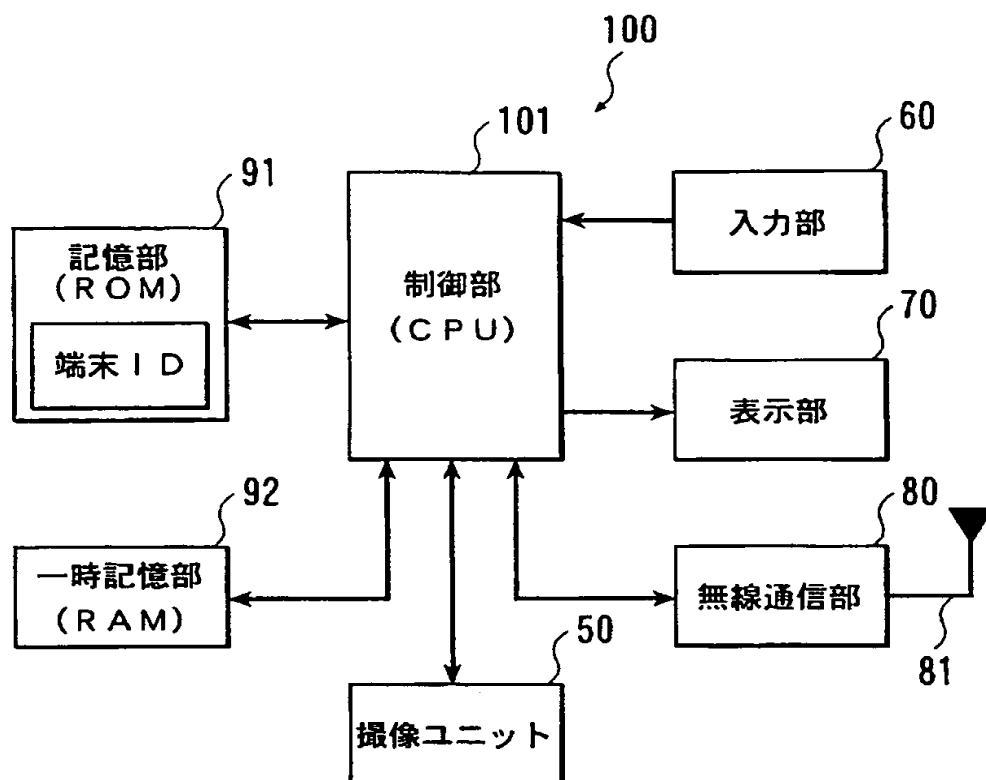 100
101
60
91
入力部
記憶部
(ROM)
制御部
(CPU)
端末ID
70
表示部
92
80
一時記憶部
(RAM)
無線通信部
50
81
撮像ユニット